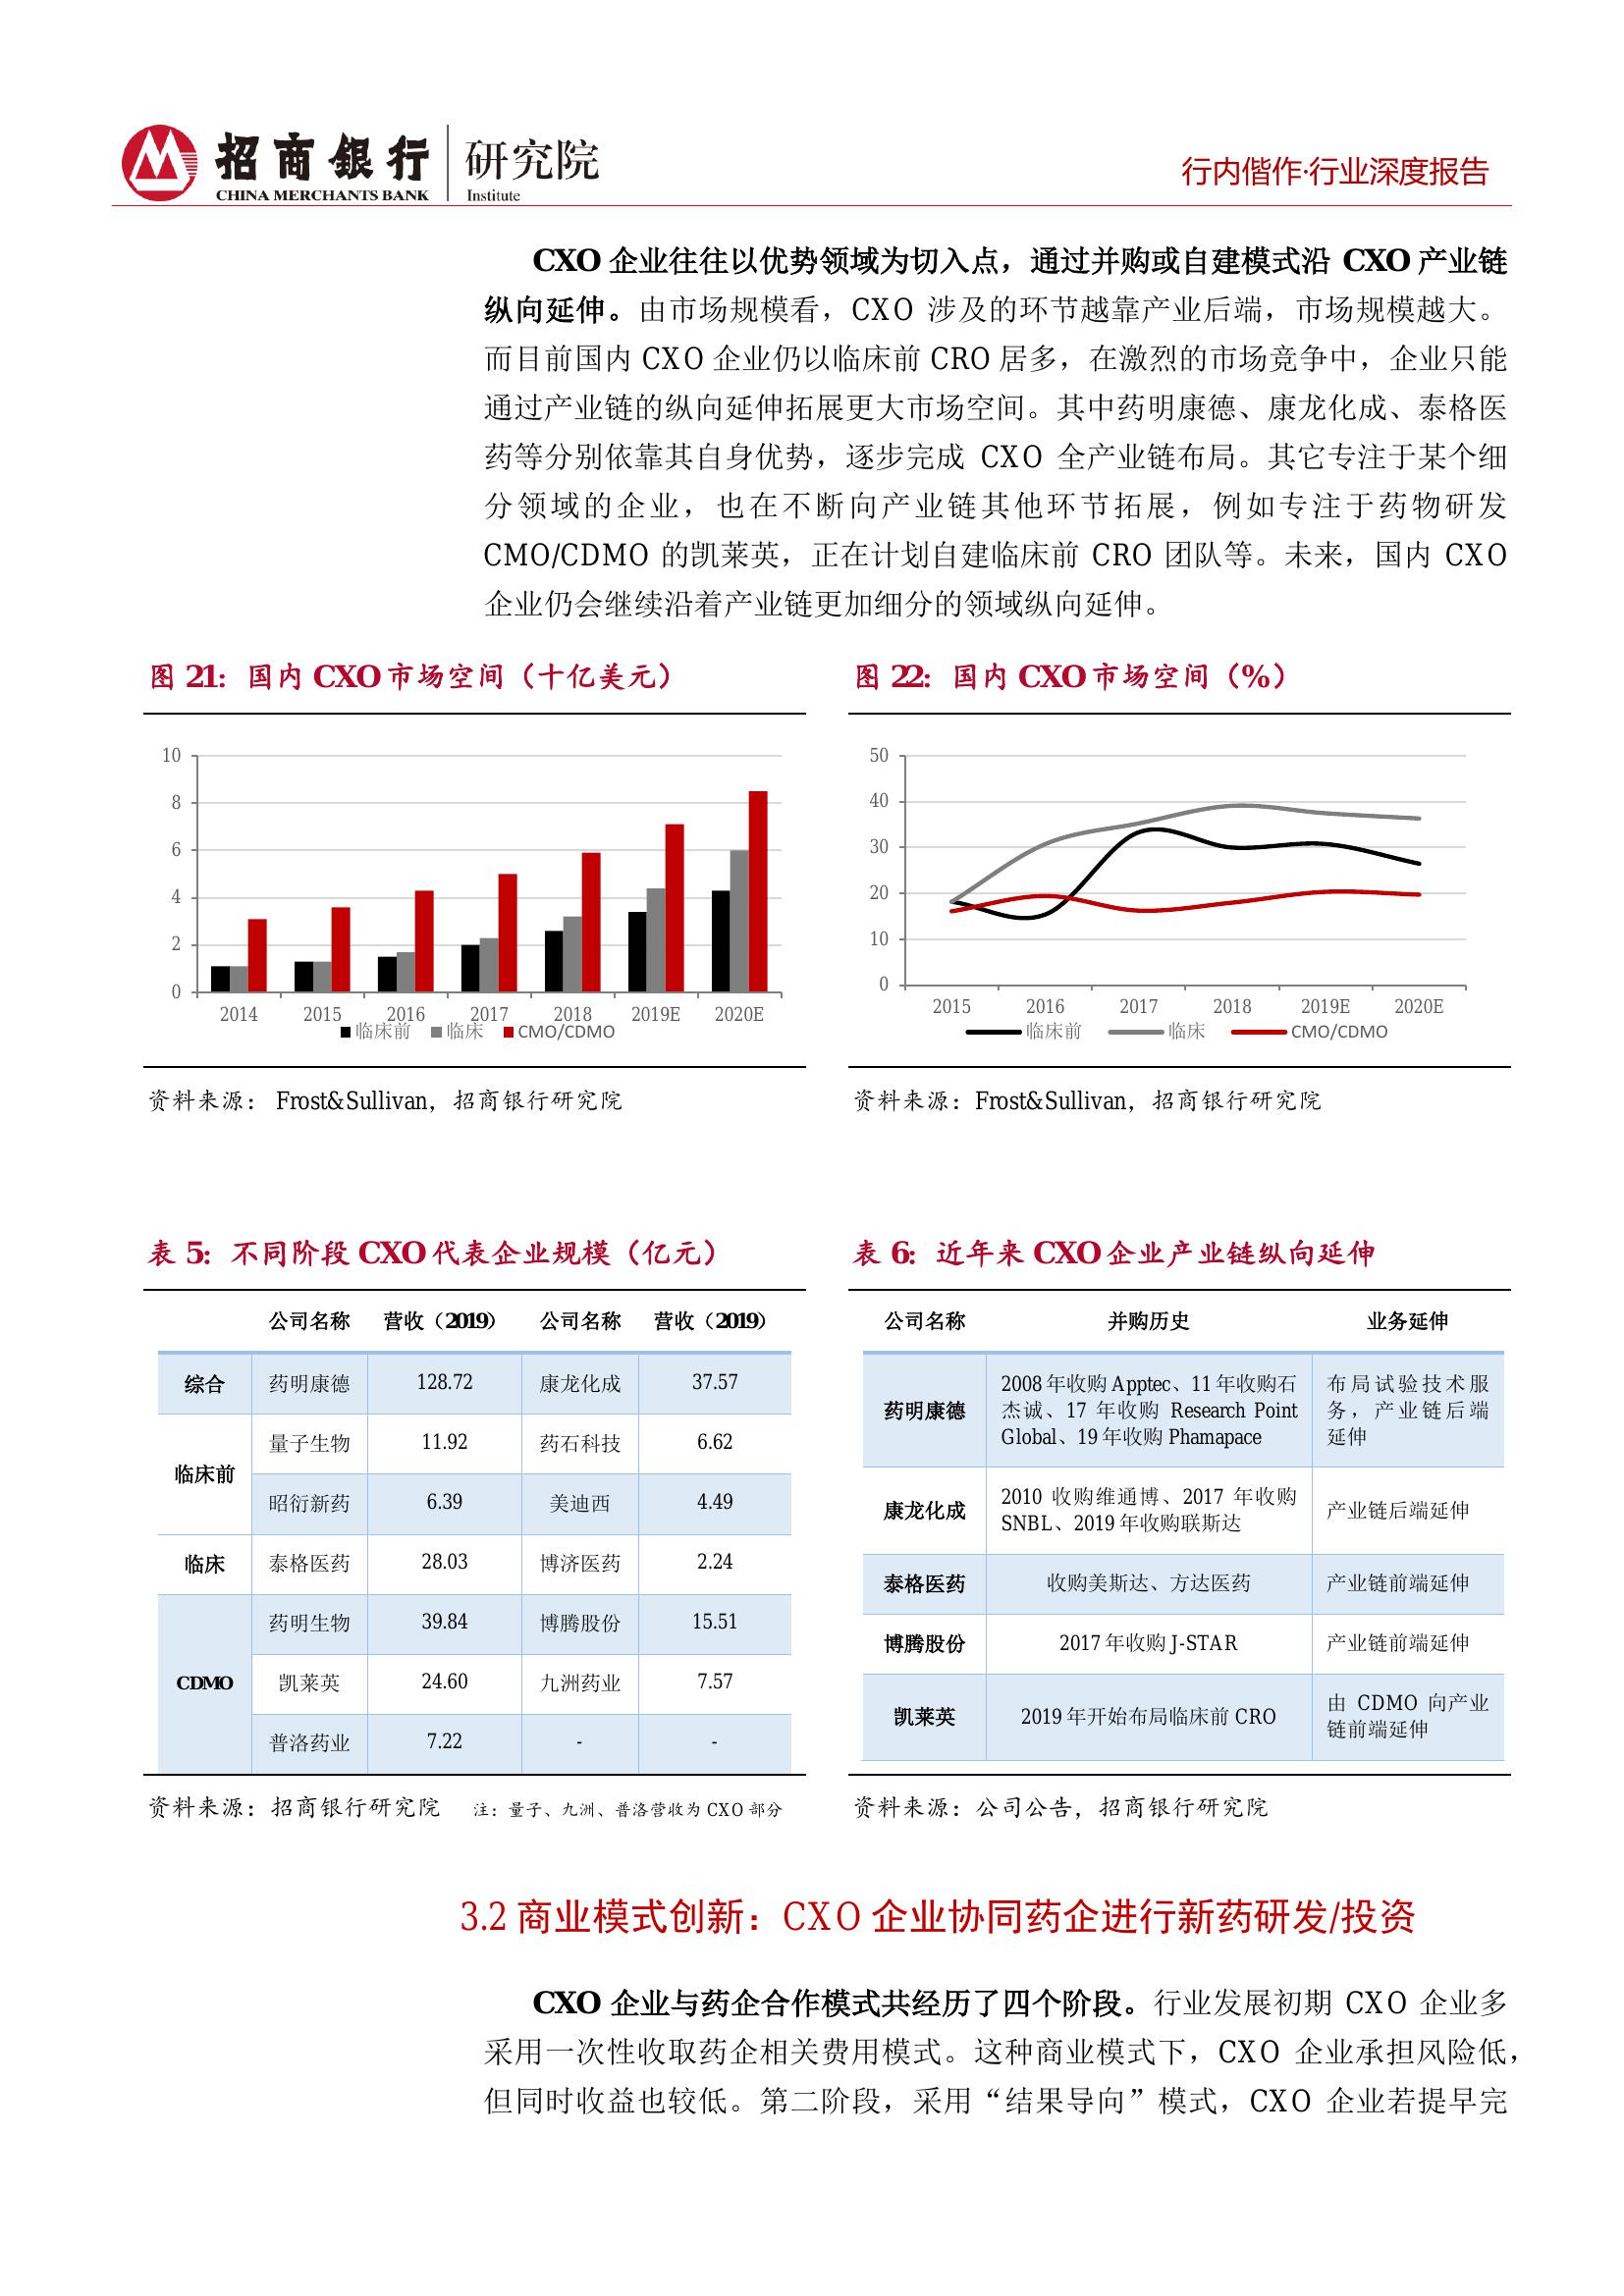 招商银行 研究院
CHINA MERCHANTS BANK Institute
行内偕作·行业深度报告
CXO 企业往往以优势领域为切入点，通过并购或自建模式沿 CXO 产业链
纵向延伸。由市场规模看，CXO 涉及的环节越靠产业后端，市场规模越大。
而目前国内 CXO 企业仍以临床前 CRO 居多，在激烈的市场竞争中，企业只能
通过产业链的纵向延伸拓展更大市场空间。其中药明康德、康龙化成、泰格医
药等分别依靠其自身优势，逐步完成 CXO 全产业链布局。其它专注于某个细
分领域的企业，也在不断向产业链其他环节拓展，例如专注于药物研发
CMO/CDMO 的凯莱英，正在计划自建临床前 CRO 团队等。未来，国内 CXO
企业仍会继续沿着产业链更加细分的领域纵向延伸。
图 21：国内 CXO 市场空间（十亿美元）
10
8
6
4
2
0
2014 2015 2016 2017 2018 2019E 2020E
临床前 临床 CMO/CDMO
资料来源： Frost&Sullivan，招商银行研究院
图 22：国内 CXO 市场空间（%）
50
40
30
20
10
0
2015 2016 2017 2018 2019E 2020E
临床前 临床 CMO/CDMO
资料来源：Frost&Sullivan，招商银行研究院
表 5：不同阶段 CXO 代表企业规模（亿元）
公司名称 营收（2019） 公司名称 营收（2019）
综合 药明康德 128.72 康龙化成 37.57
临床前 量子生物 11.92 药石科技 6.62
昭衍新药 6.39 美迪西 4.49
临床 泰格医药 28.03 博济医药 2.24
CDMO 药明生物 39.84 博腾股份 15.51
凯莱英 24.60 九洲药业 7.57
普洛药业 7.22 - -
资料来源：招商银行研究院 注：量子、九洲、普洛营收为 CXO 部分
表 6：近年来 CXO 企业产业链纵向延伸
公司名称 并购历史 业务延伸
药明康德
2008 年收购 Apptec、11 年收购石
杰诚、17 年收购 Research Point
Global、19 年收购 Phamapace
布局试验技术服
务，产业链后端
延伸
康龙化成
2010 收购维通博、2017 年收购
SNBL、2019 年收购联斯达
产业链后端延伸
泰格医药 收购美斯达、方达医药 产业链前端延伸
博腾股份 2017 年收购 J-STAR 产业链前端延伸
凯莱英 2019 年开始布局临床前 CRO
由 CDMO 向产业
链前端延伸
资料来源：公司公告，招商银行研究院
3.2 商业模式创新：CXO 企业协同药企进行新药研发/投资
CXO 企业与药企合作模式共经历了四个阶段。行业发展初期 CXO 企业多
采用一次性收取药企相关费用模式。这种商业模式下，CXO 企业承担风险低，
但同时收益也较低。第二阶段，采用“结果导向”模式，CXO 企业若提早完